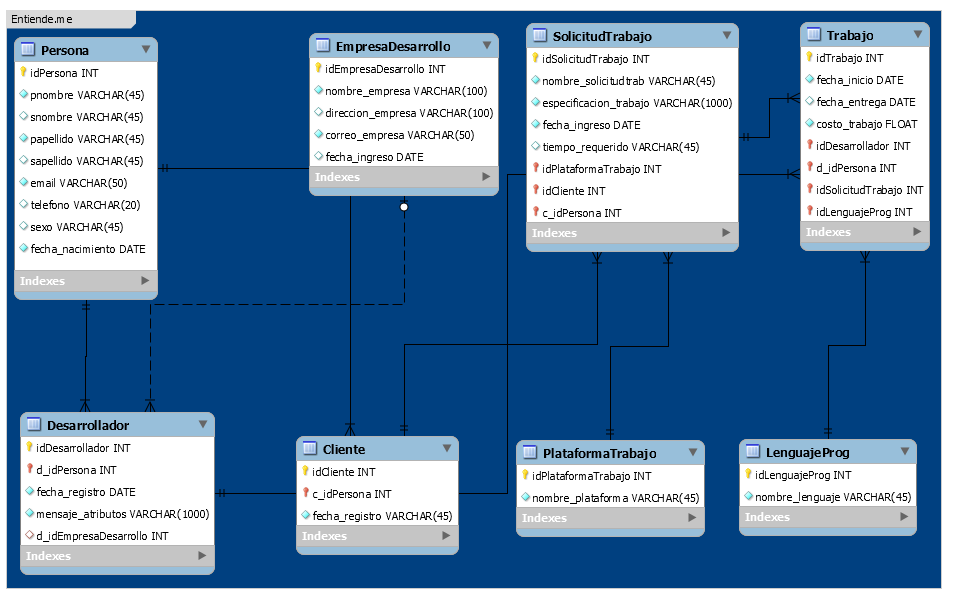 Entiende.me
Persona
idPersona INT
pnombre VARCHAR(45)
snombre VARCHAR(45)
papellido VARCHAR(45)
sapellido VARCHAR(45)
email VARCHAR(50)
telefono VARCHAR(20)
sexo VARCHAR(45)
fecha_nacimiento DATE
Indexes
EmpresaDesarrollo
idEmpresaDesarrollo INT
nombre_empresa VARCHAR(100)
direccion_empresa VARCHAR(100)
correo_empresa VARCHAR(50)
fecha_ingreso DATE
Indexes
SolicitudTrabajo
idSolicitudTrabajo INT
nombre_solicitudtrab VARCHAR(45)
especificacion_trabajo VARCHAR(1000)
fecha_ingreso DATE
tiempo_requerido VARCHAR(45)
idPlataformaTrabajo INT
idCliente INT
c_idPersona INT
Indexes
Trabajo
idTrabajo INT
fecha_inicio DATE
fecha_entrega DATE
costo_trabajo FLOAT
idDesarrollador INT
d_idPersona INT
idSolicitudTrabajo INT
idLenguajeProg INT
Indexes
Desarrollador
idDesarrollador INT
d_idPersona INT
fecha_registro DATE
mensaje_atributos VARCHAR(1000)
d_idEmpresaDesarrollo INT
Indexes
Cliente
idCliente INT
c_idPersona INT
fecha_registro VARCHAR(45)
Indexes
PlataformaTrabajo
idPlataformaTrabajo INT
nombre_plataforma VARCHAR(45)
Indexes
LenguajeProg
idLenguajeProg INT
nombre_lenguaje VARCHAR(45)
Indexes